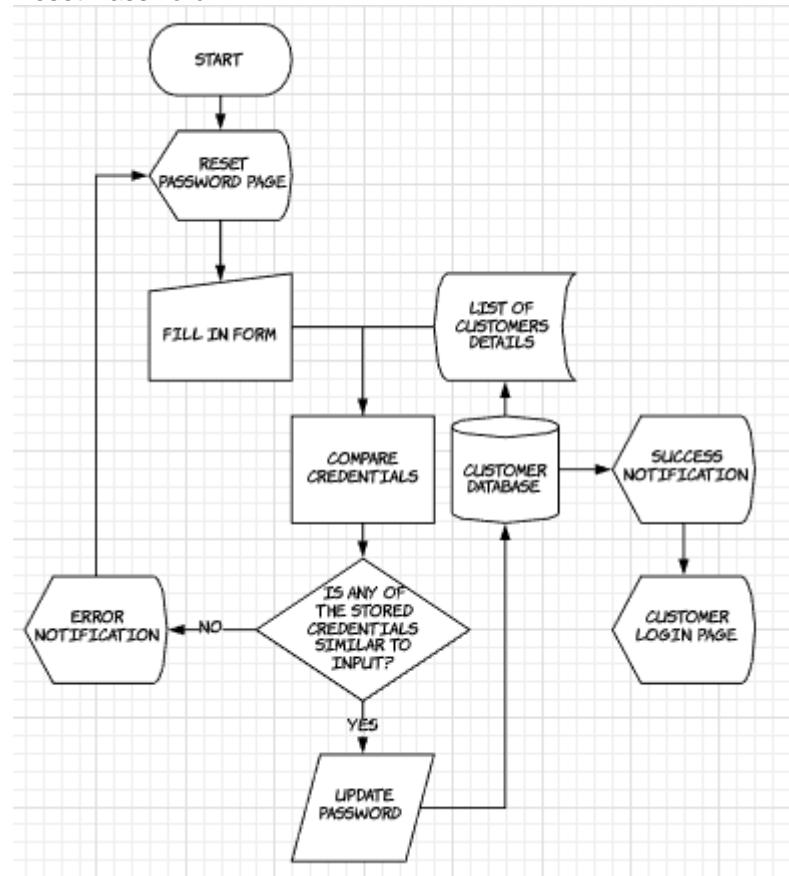 START
RESET
PASSWORD PAGE
FILL IN FORM
LIST OF
CUSTOMERS
DETAILS
COMPARE
CREDENTIALS
CUSTOMER
DATABASE
SUCCESS
NOTIFICATION
IS ANY OF
THE STORED
CREDENTIALS
SIMILAR TO
INPUT?
NO
ERROR
NOTIFICATION
CUSTOMER
LOGIN PAGE
YES
UPDATE
PASSWORD